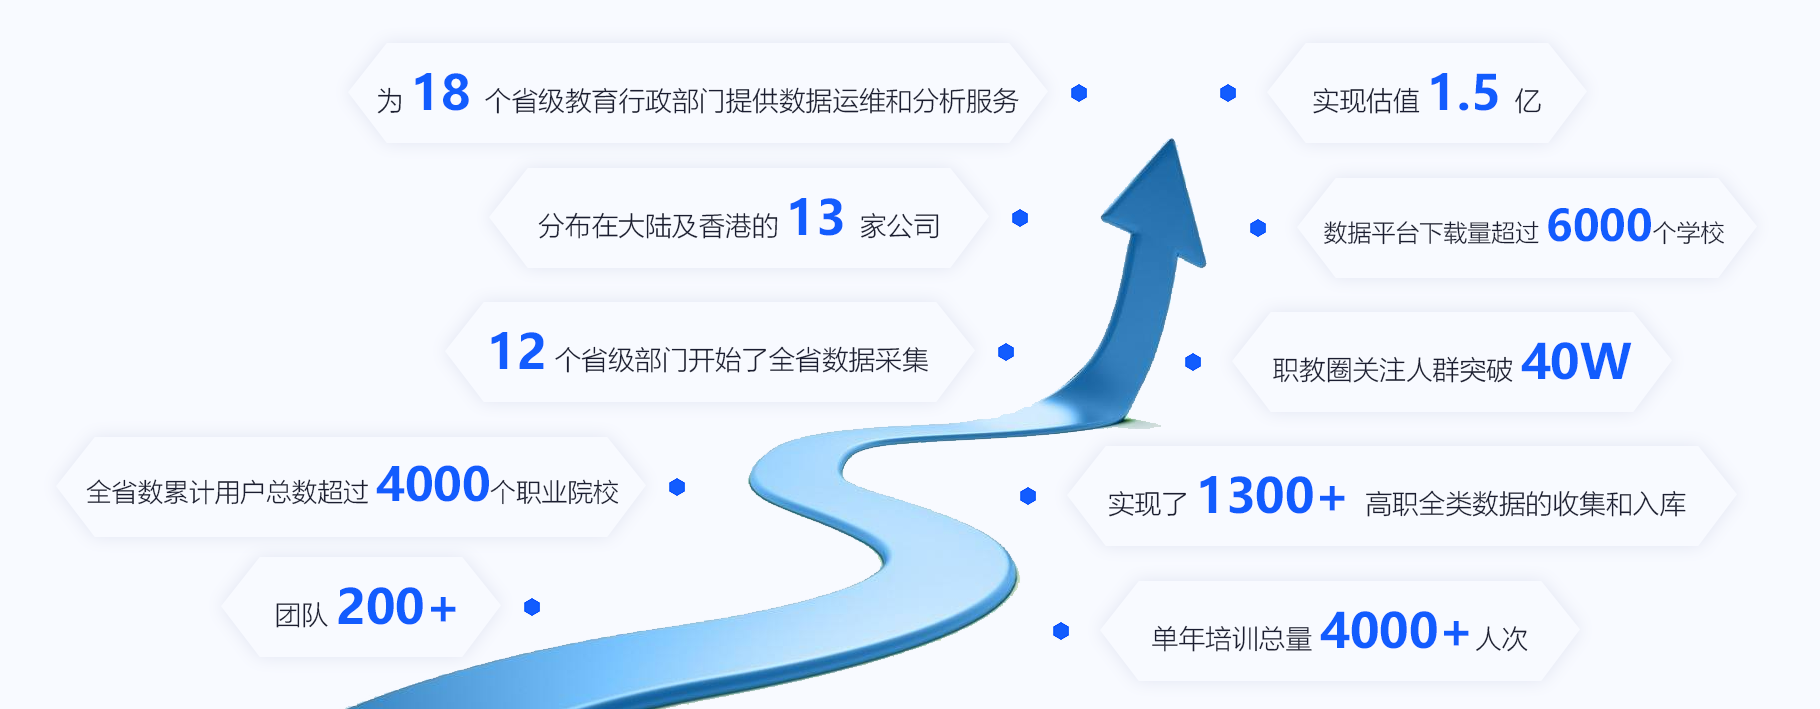 为 18 个省级教育行政部门提供数据运维和分析服务
实现估值 1.5 亿
分布在大陆及香港的 13 家公司
数据平台下载量超过 6000个学校
12 个省级部门开始了全省数据采集
职教圈关注人群突破 40W
全省数累计用户总数超过 4000个职业院校
实现了 1300+ 高职全类数据的收集和入库
团队 200+
单年培训总量 4000+人次